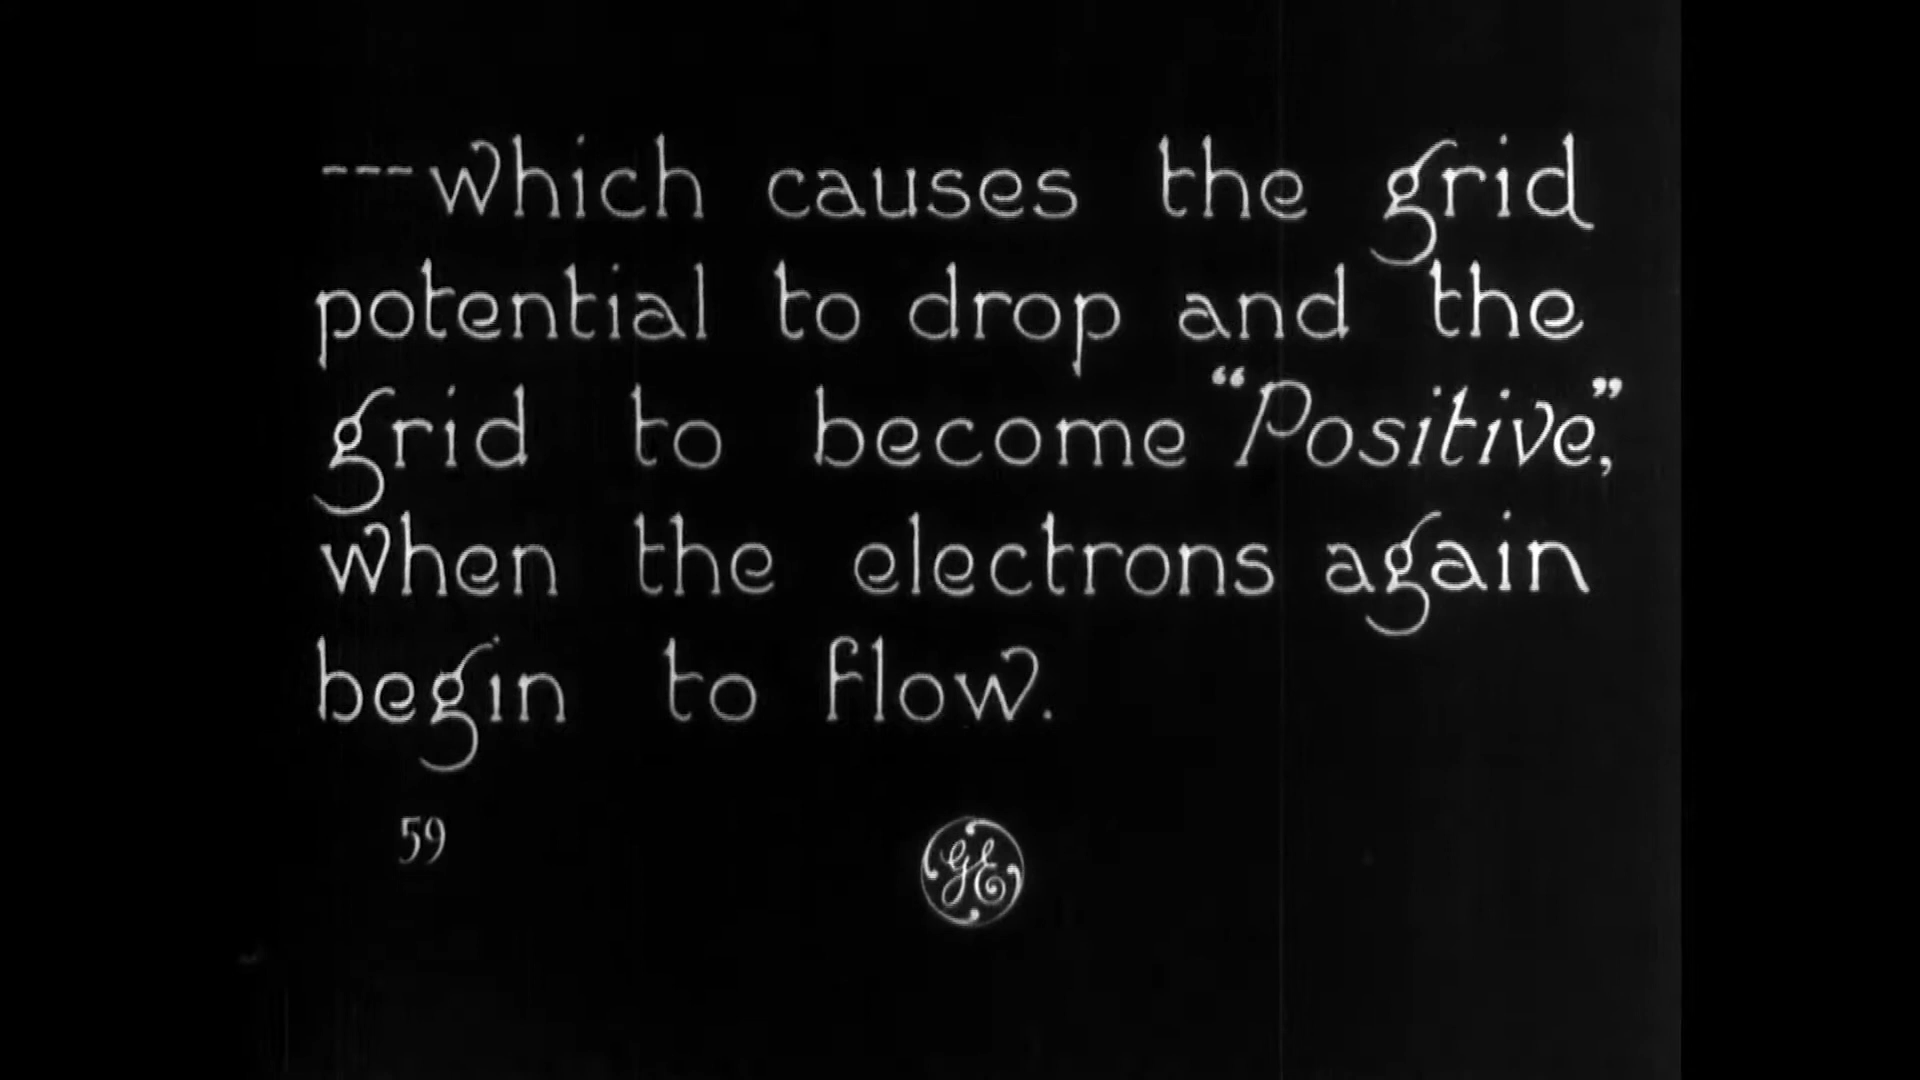 ---which causes the grid
potential to drop and the
grid to become "Positive,"
when the electrons again
begin to flow.
59
GE